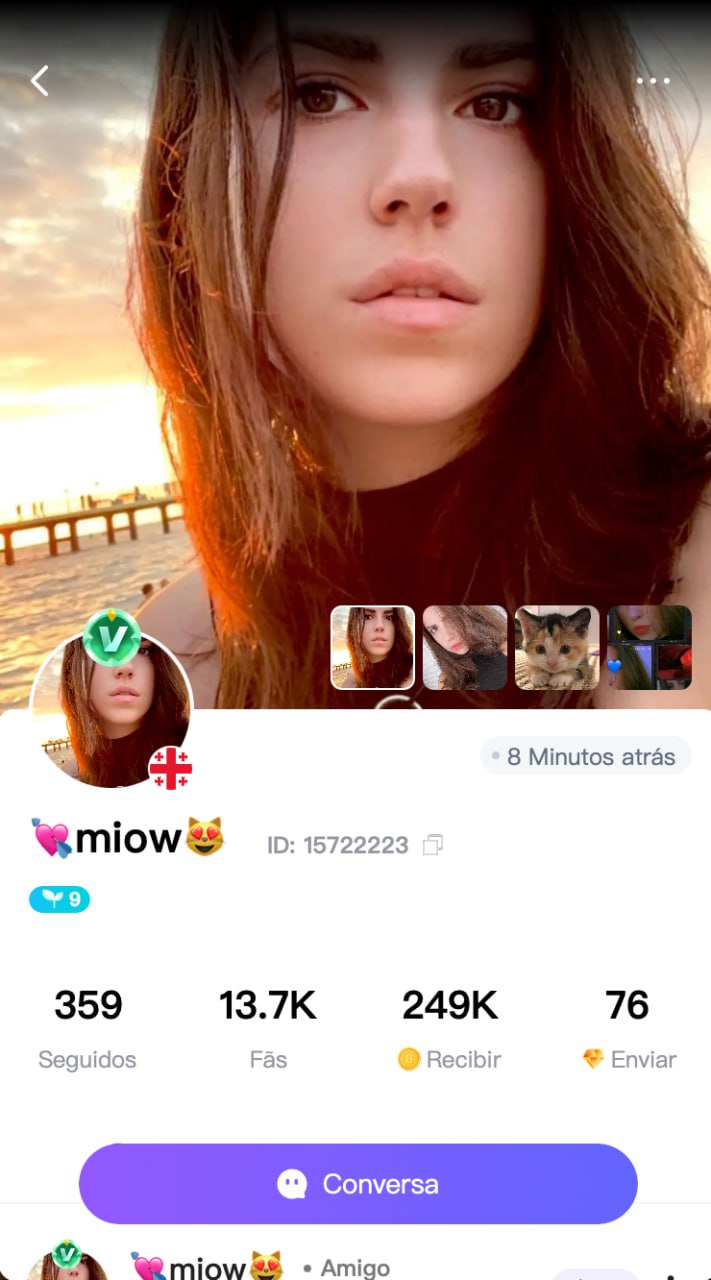 8 Minutos atrás
💘miow😻 ID: 15722223
9
359 13.7K 249K 76
Seguidos Fãs Recibir Enviar
Conversa
💘miow😻 • Amigo